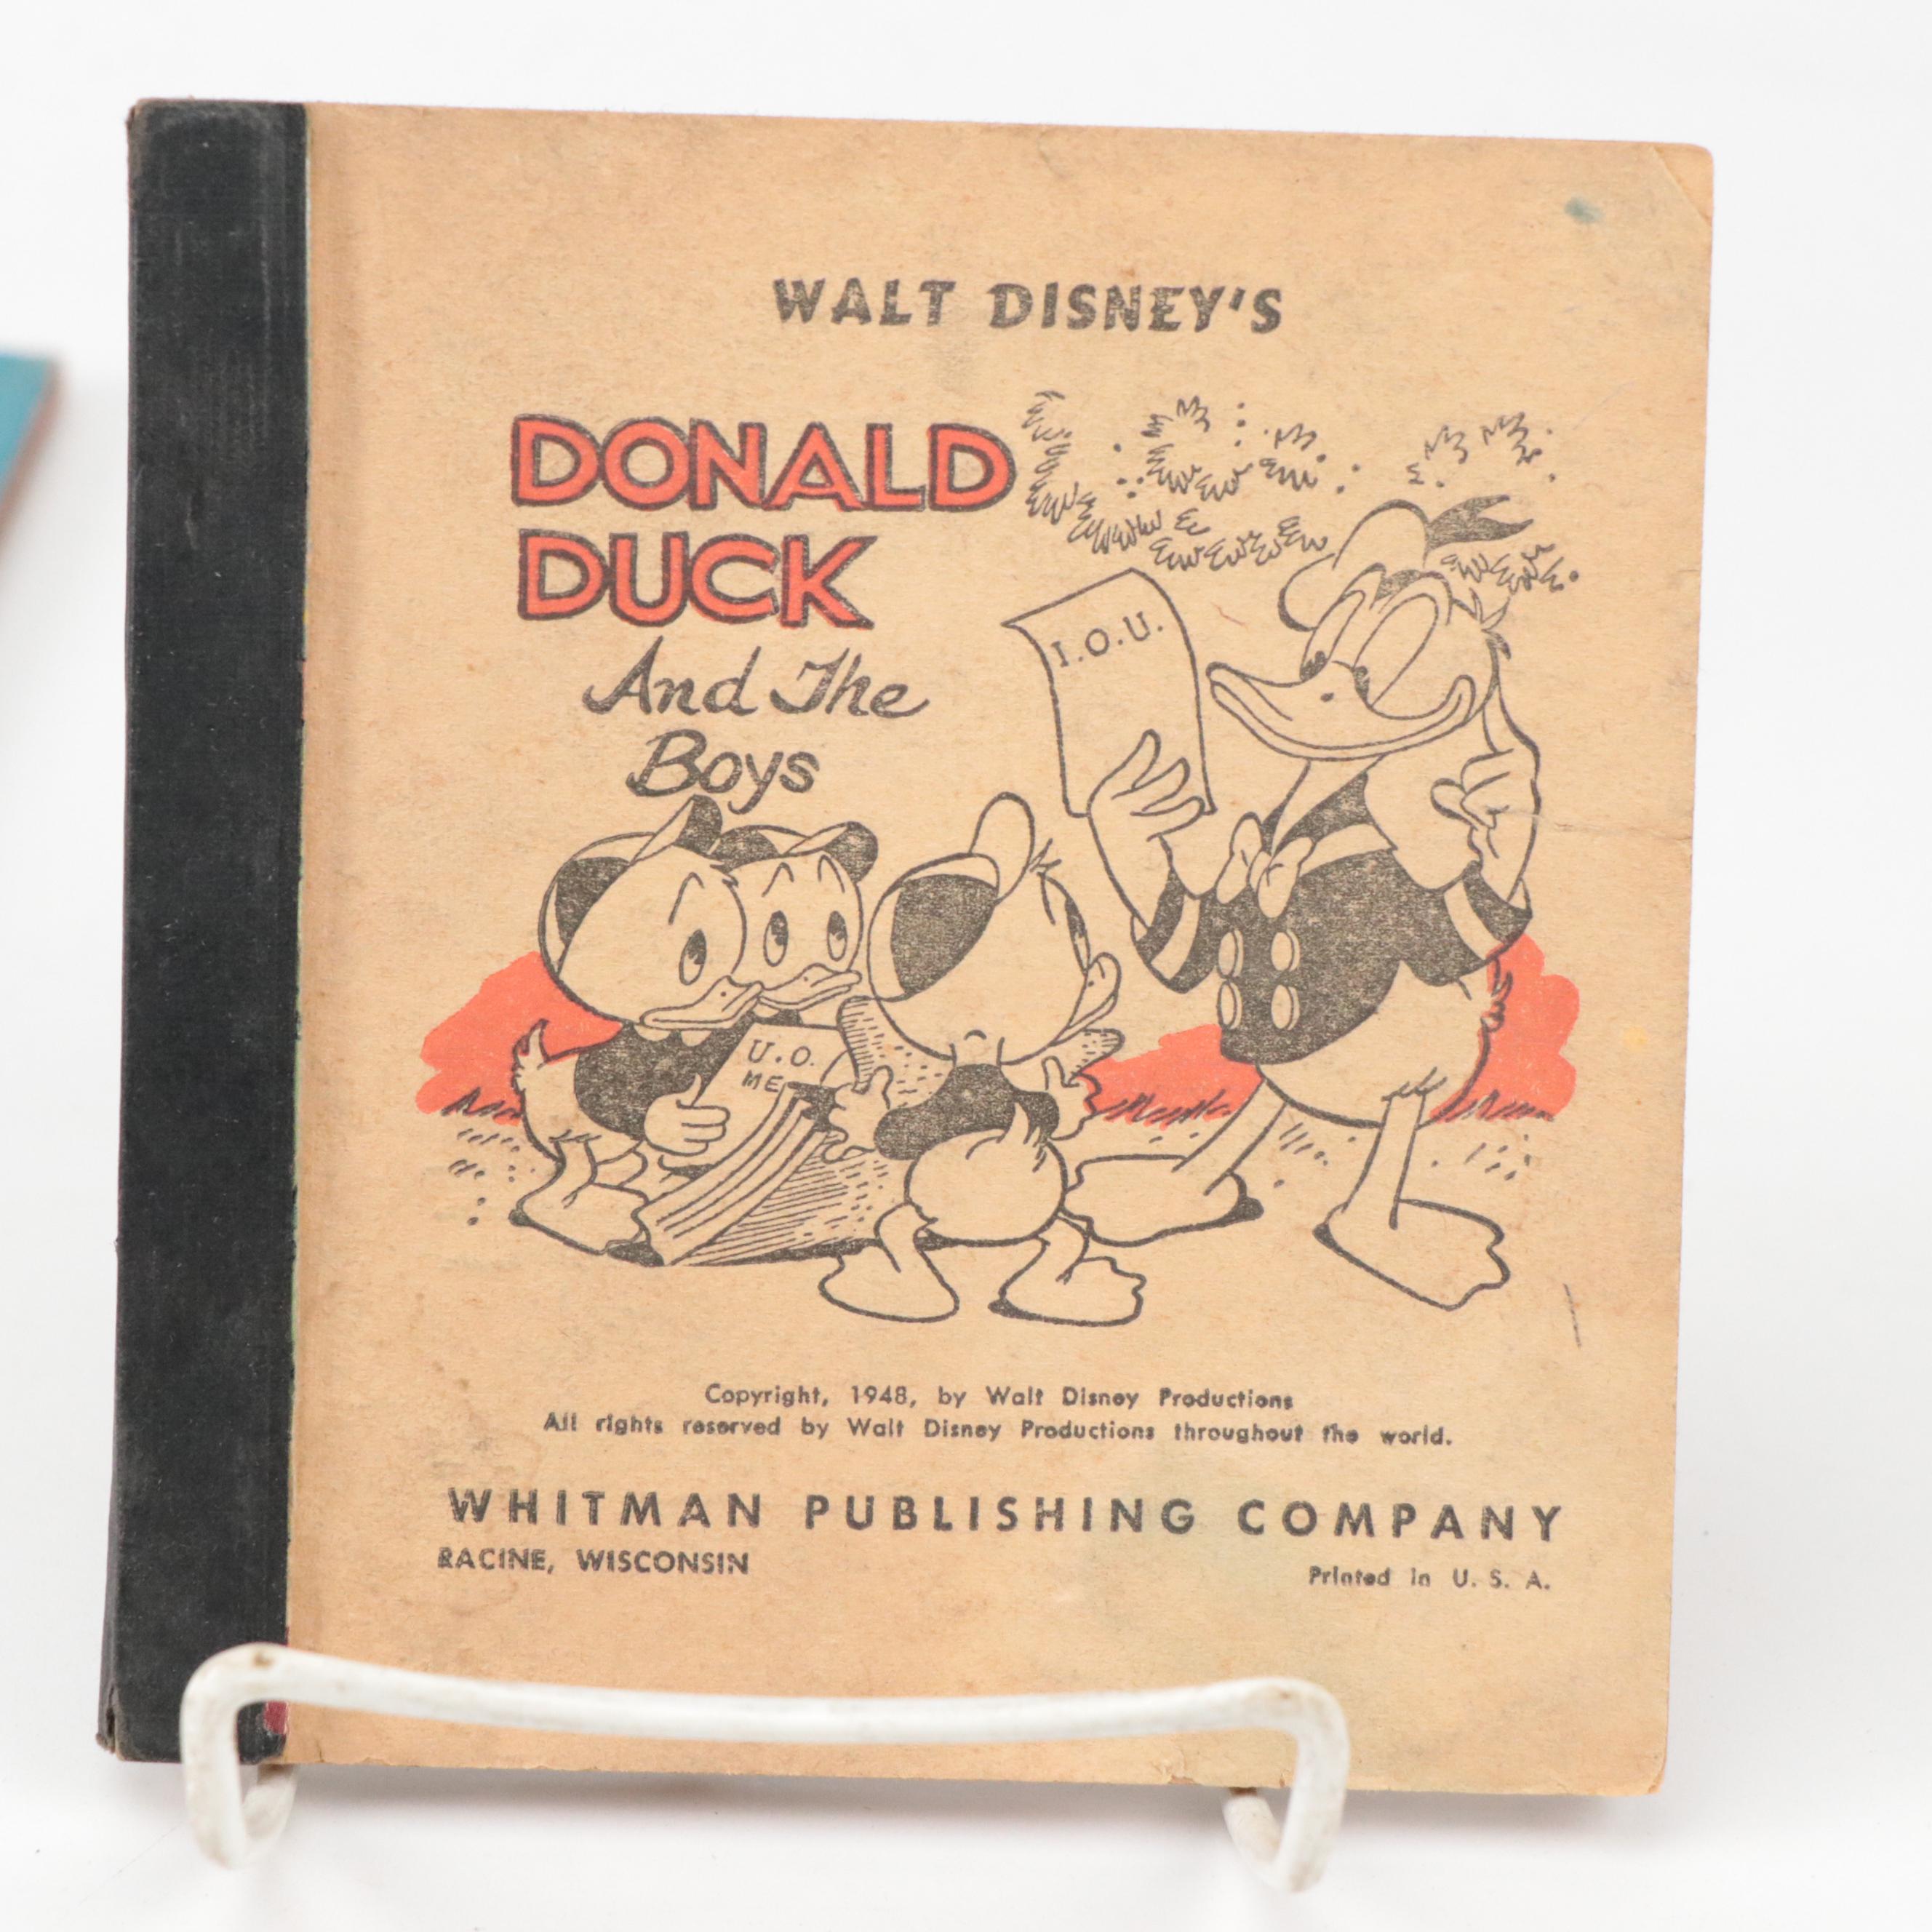 WALT DISNEY'S
DONALD
DUCK
And The
Boys
I.O.U.
U.O.
ME
Copyright, 1948, by Walt Disney Productions
All rights reserved by Walt Disney Productions throughout the world.
WHITMAN PUBLISHING COMPANY
RACINE, WISCONSIN
Printed in U. S. A.